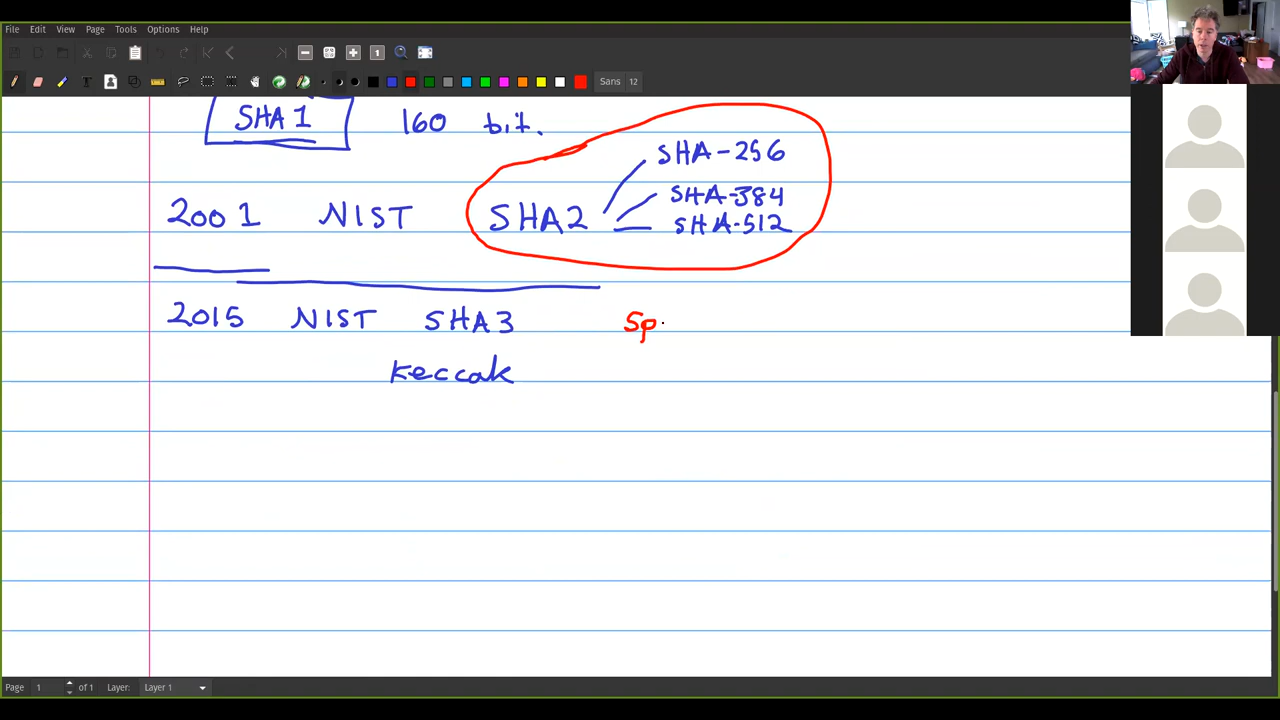 File Edit View Page Tools Options Help
1
T Sans 12
SHA 1 160 bit.
SHA-256
SHA-384
2001 NIST SHA2 SHA-512
2015 NIST SHA3 Sp
keccak
Page 1 of 1 Layer: Layer 1